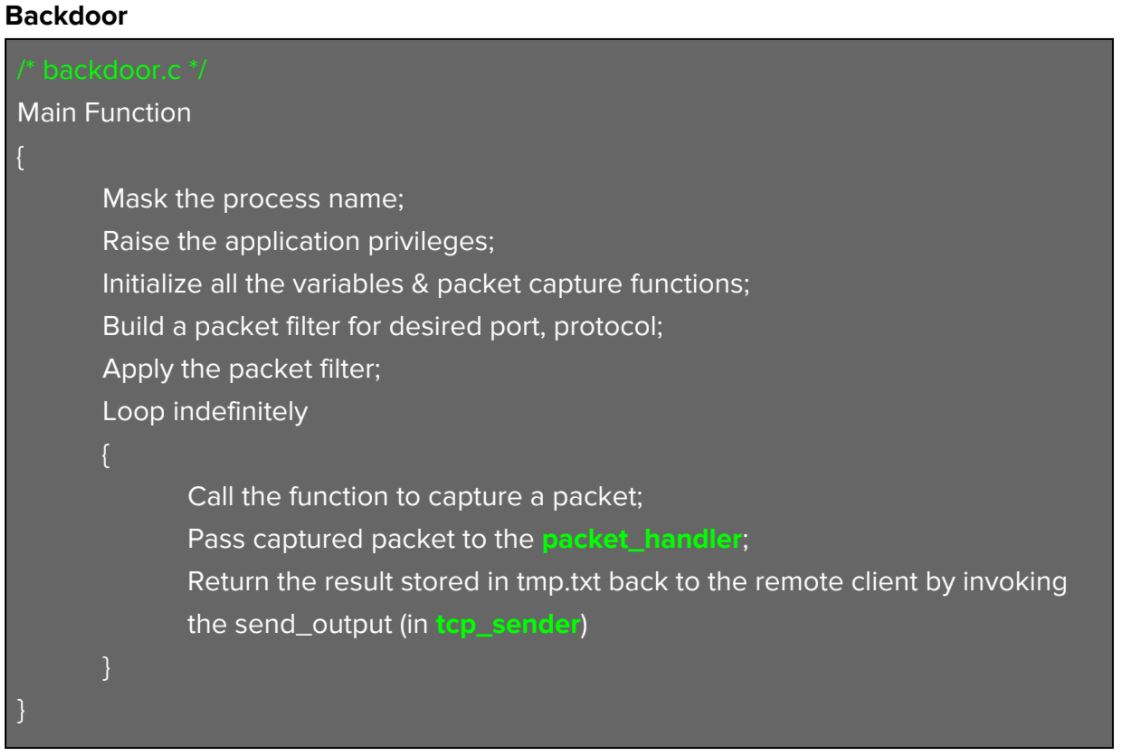 Backdoor
/* backdoor.c */
Main Function
{
Mask the process name;
Raise the application privileges;
Initialize all the variables & packet capture functions;
Build a packet filter for desired port, protocol;
Apply the packet filter;
Loop indefinitely
{
Call the function to capture a packet;
Pass captured packet to the packet_handler;
Return the result stored in tmp.txt back to the remote client by invoking
the send_output (in tcp_sender)
}
}